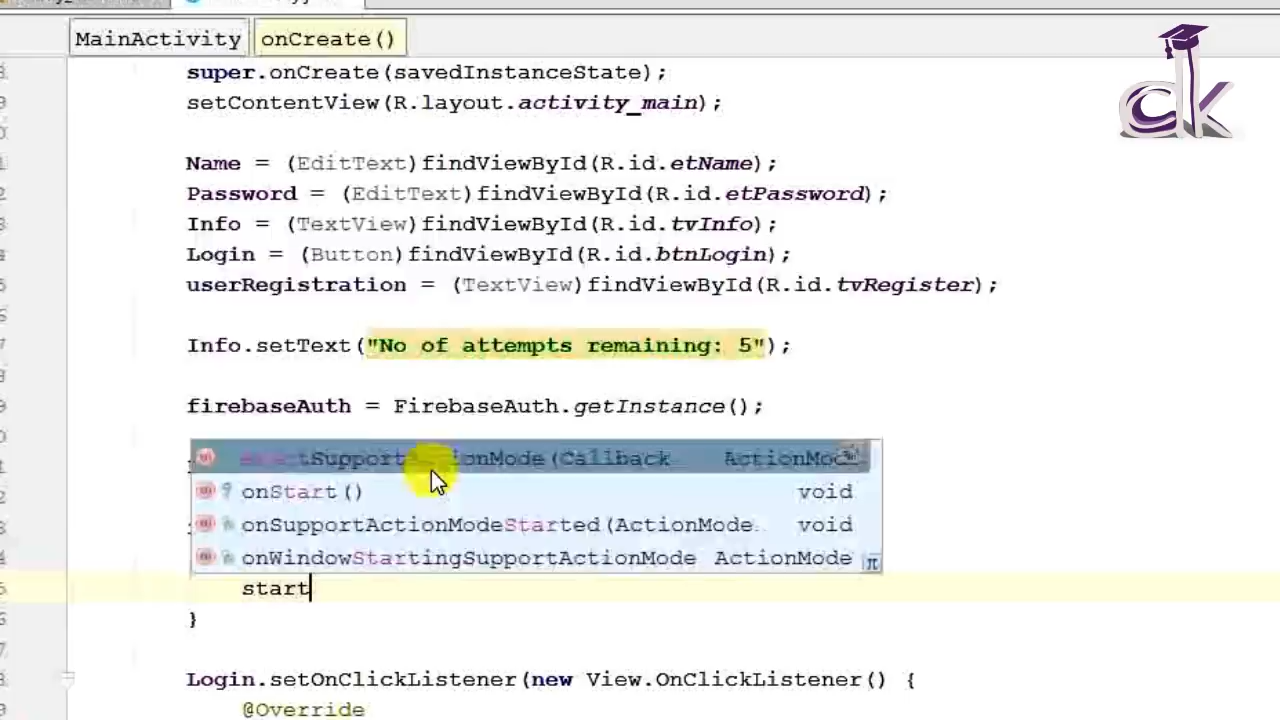 MainActivity onCreate()
super.onCreate(savedInstanceState);
setContentView(R.layout.activity_main);
Name = (EditText)findViewById(R.id.etName);
Password = (EditText)findViewById(R.id.etPassword);
Info = (TextView)findViewById(R.id.tvInfo);
Login = (Button)findViewById(R.id.btnLogin);
userRegistration = (TextView)findViewById(R.id.tvRegister);
Info.setText("No of attempts remaining: 5");
firebaseAuth = FirebaseAuth.getInstance();
(Callback
onStart() void
onSupportActionModeStarted(ActionMode void
onWindowStartingSupportActionMode ActionMode
start
}
Login.setOnClickListener(new View.OnClickListener() {
@Override
dk